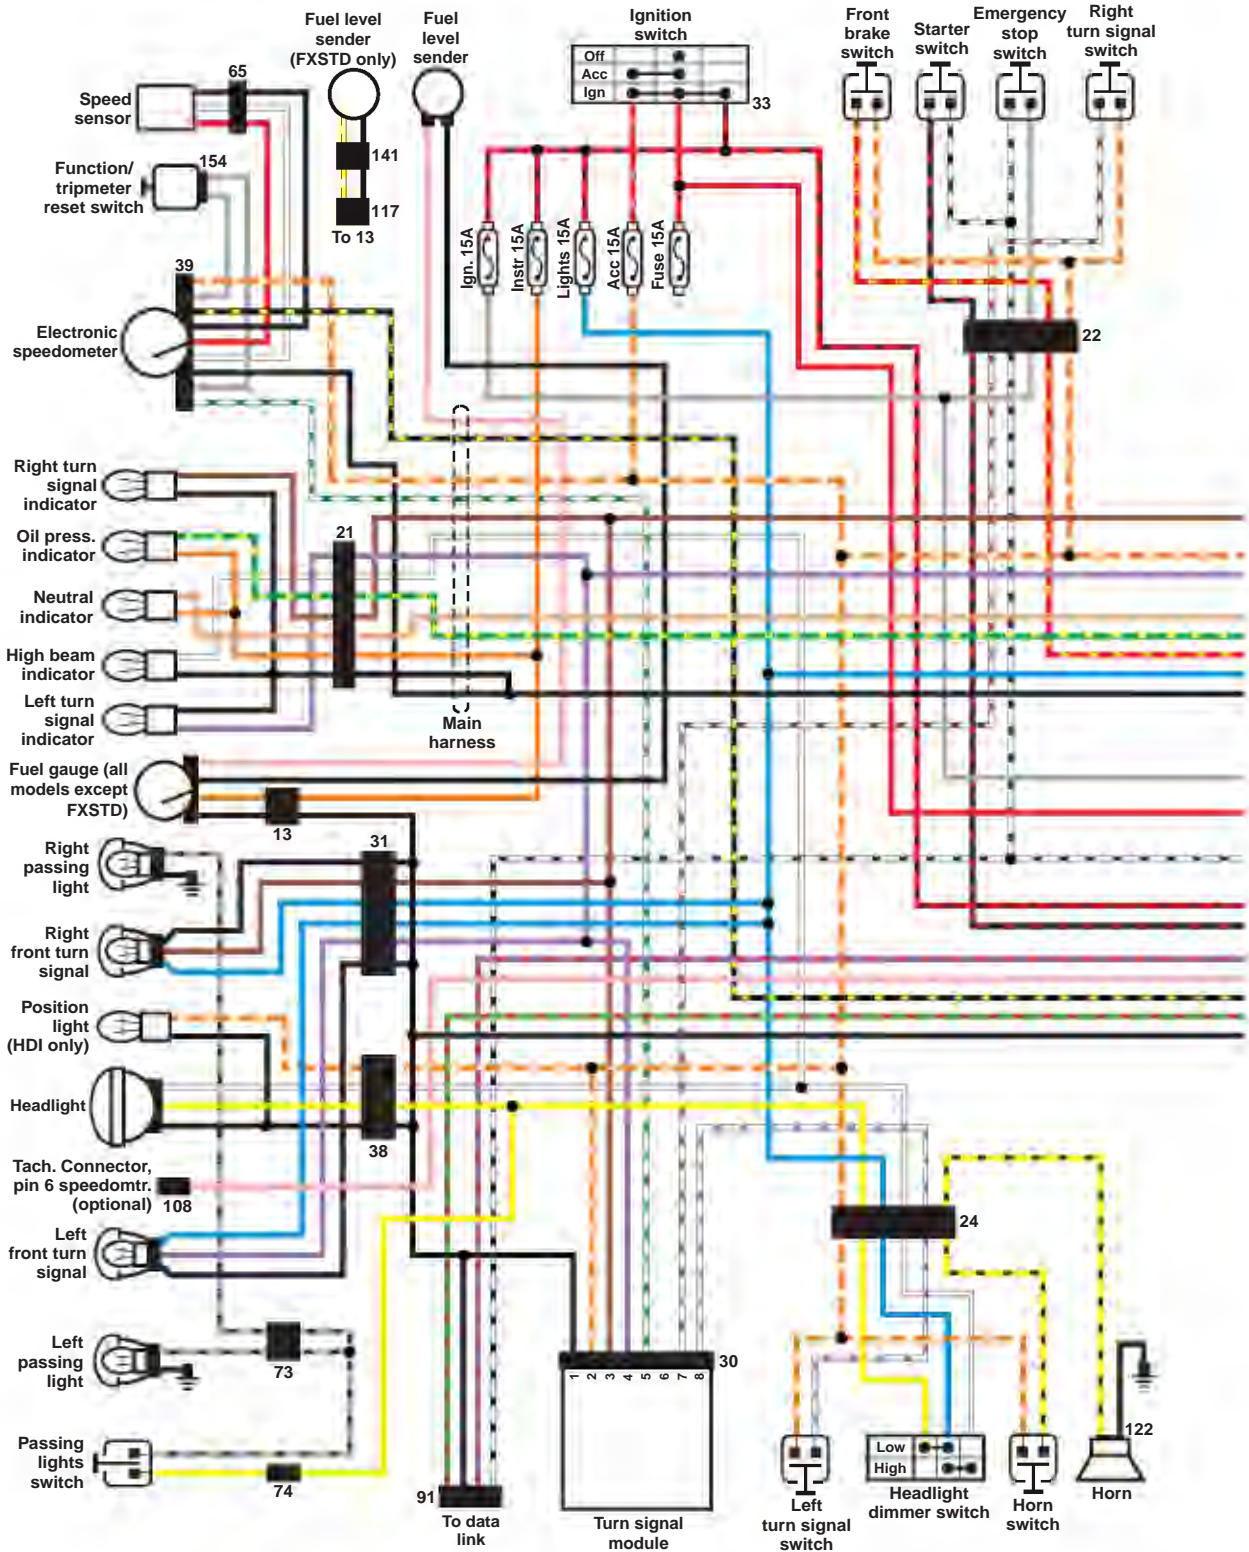 Fuel level
sender
(FXSTD only)
Fuel
level
sender
Ignition
switch
Off
Acc
Ign
33
Front
brake
switch
Starter
switch
Emergency
stop
switch
Right
turn signal
switch
65
Speed
sensor
141
117
To 13
154
Function/
tripmeter
reset switch
Ign. 15A
Instr 15A
Lights 15A
Acc 15A
Fuse 15A
39
Electronic
speedometer
22
Right turn
signal
indicator
Oil press.
indicator
21
Neutral
indicator
High beam
indicator
Left turn
signal
indicator
Main
harness
Fuel gauge (all
models except
FXSTD)
13
Right
passing
light
31
Right
front turn
signal
Position
light
(HDI only)
Headlight
38
Tach. Connector,
pin 6 speedomtr.
(optional)
108
24
Left
front turn
signal
Left
passing
light
73
30
1 2 3 4 5 6 7 8
122
Passing
lights
switch
74
91
To data
link
Turn signal
module
Left
turn signal
switch
Low
High
Headlight
dimmer switch
Horn
switch
Horn